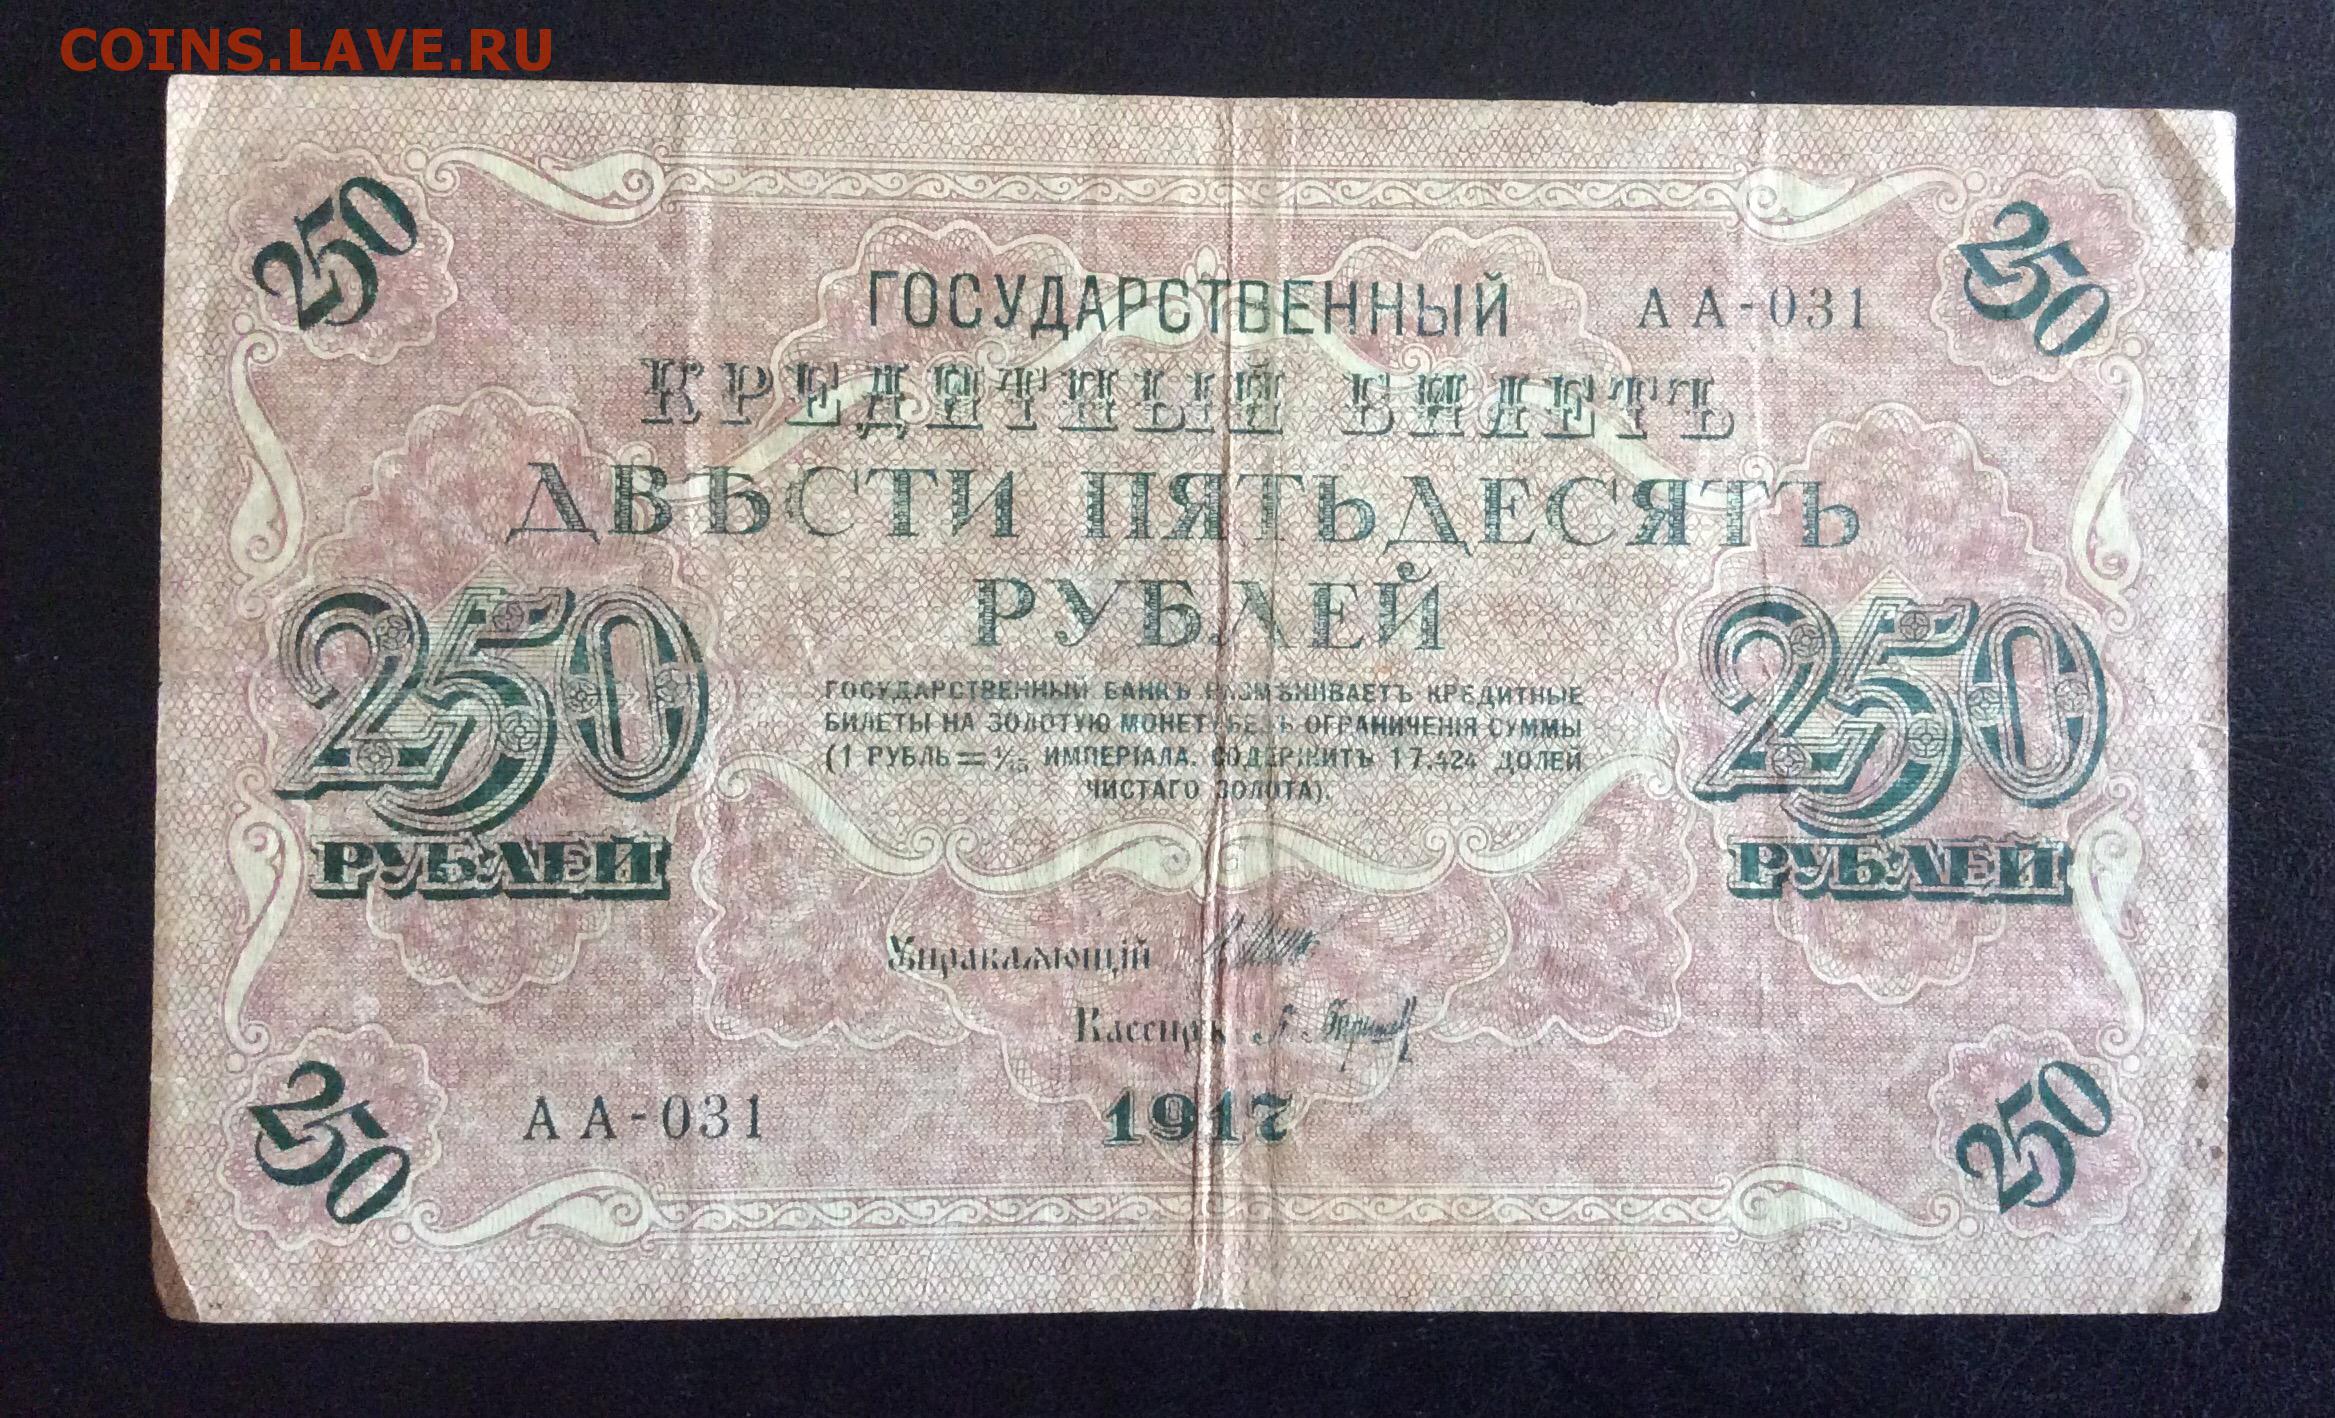 COINS.LAVE.RU
250
250
ГОСУДАРСТВЕННЫЙ
АА-031
КРЕДИТНЫЙ БИЛЕТЪ
ДВѢСТИ ПЯТЬДЕСЯТЪ
РУБЛЕЙ
250
РУБЛЕЙ
ГОСУДАРСТВЕННЫЙ БАНКЪ РАЗМѢНИВАЕТЪ КРЕДИТНЫЕ
БИЛЕТЫ НА ЗОЛОТУЮ МОНЕТУ БЕЗЪ ОГРАНИЧЕНІЯ СУММЫ
(1 РУБЛЬ = 1/15 ИМПЕРІАЛА, СОДЕРЖИТЪ 17,424 ДОЛЕЙ
ЧИСТАГО ЗОЛОТА).
250
РУБЛЕЙ
Управляющій
Кассиръ
АА-031
1917
250
250